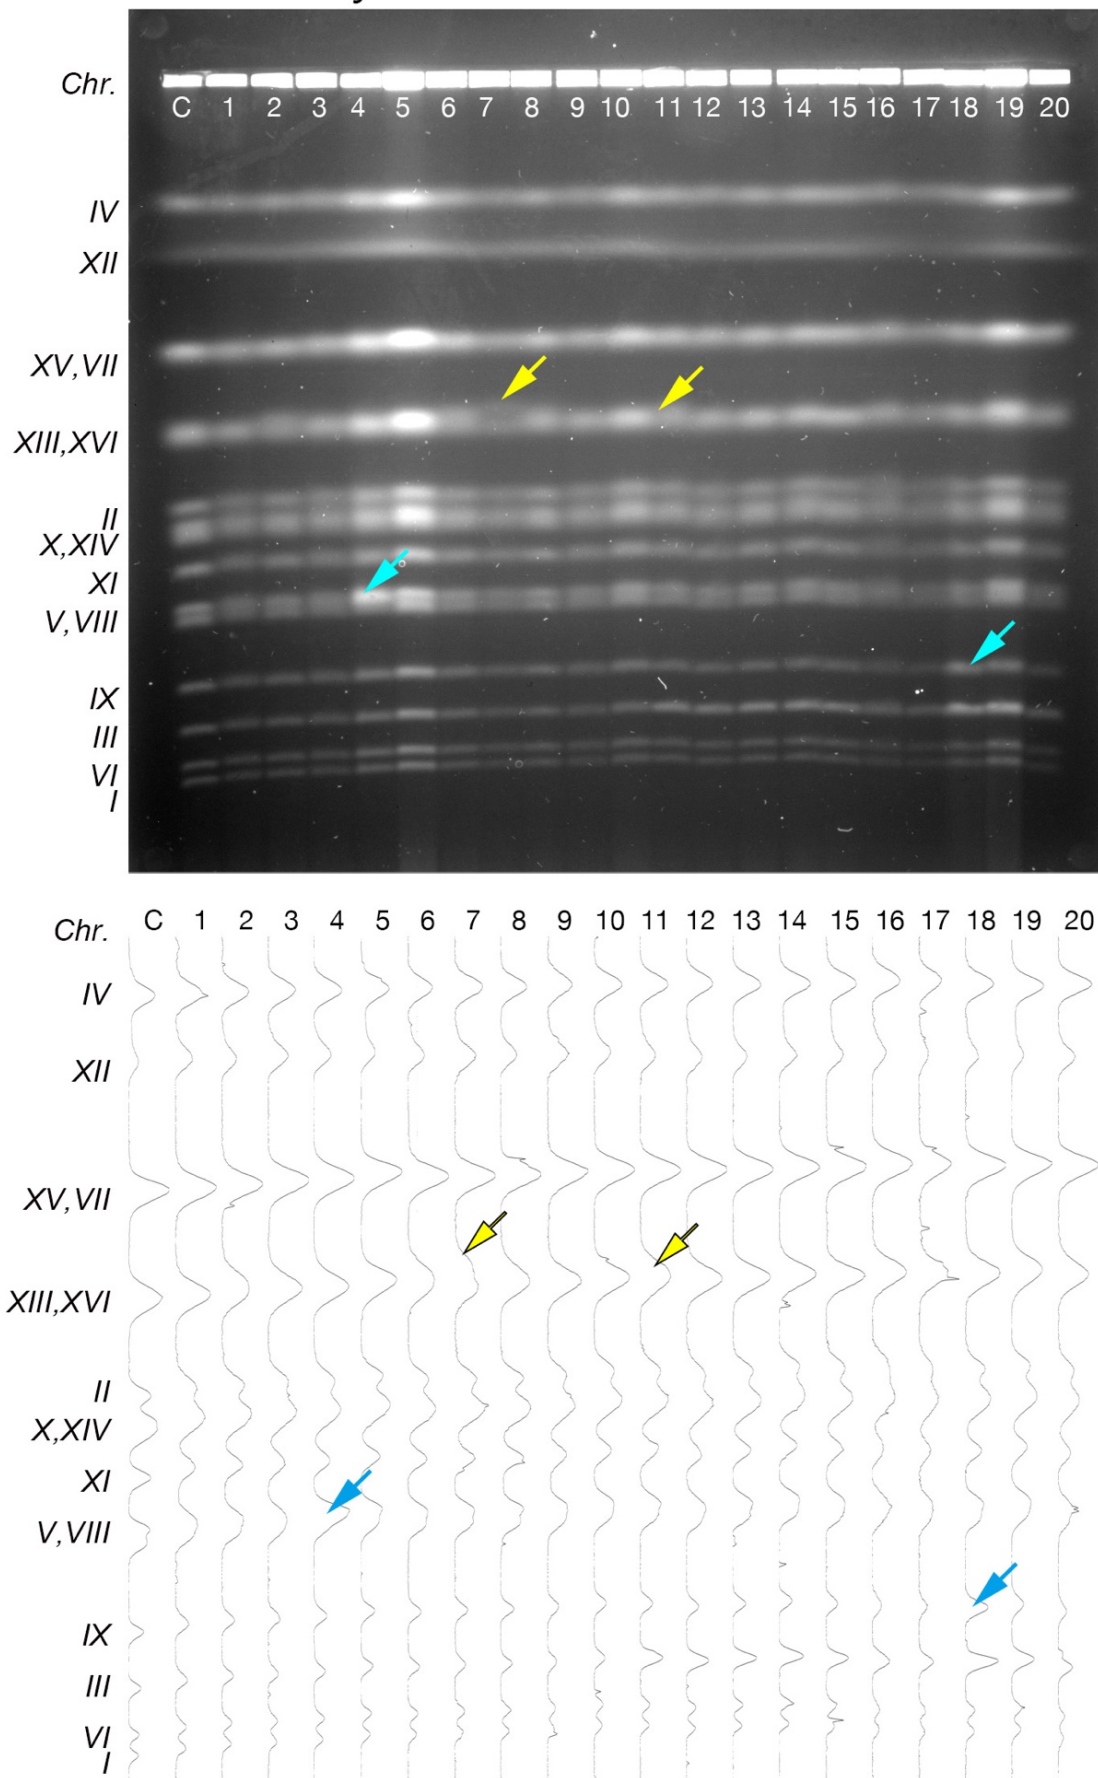 Chr.
C 1 2 3 4 5 6 7 8 9 10 11 12 13 14 15 16 17 18 19 20
IV
XII
XV,VII
XIII,XVI
II
X,XIV
XI
V,VIII
IX
III
VI
I
Chr.
C 1 2 3 4 5 6 7 8 9 10 11 12 13 14 15 16 17 18 19 20
IV
XII
XV,VII
XIII,XVI
II
X,XIV
XI
V,VIII
IX
III
VI
I